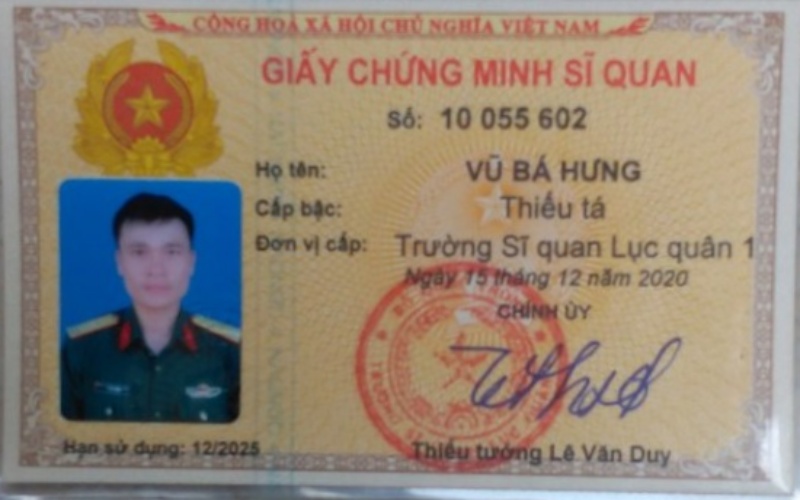 CỘNG HOÀ XÃ HỘI CHỦ NGHĨA VIỆT NAM
GIẤY CHỨNG MINH SĨ QUAN
Số: 10 055 602
Họ tên: VŨ BÁ HƯNG
Cấp bậc: Thiếu tá
Đơn vị cấp: Trường Sĩ quan Lục quân 1
Ngày 15 tháng 12 năm 2020
CHÍNH ỦY
Hạn sử dụng: 12/2025
Thiếu tướng Lê Văn Duy